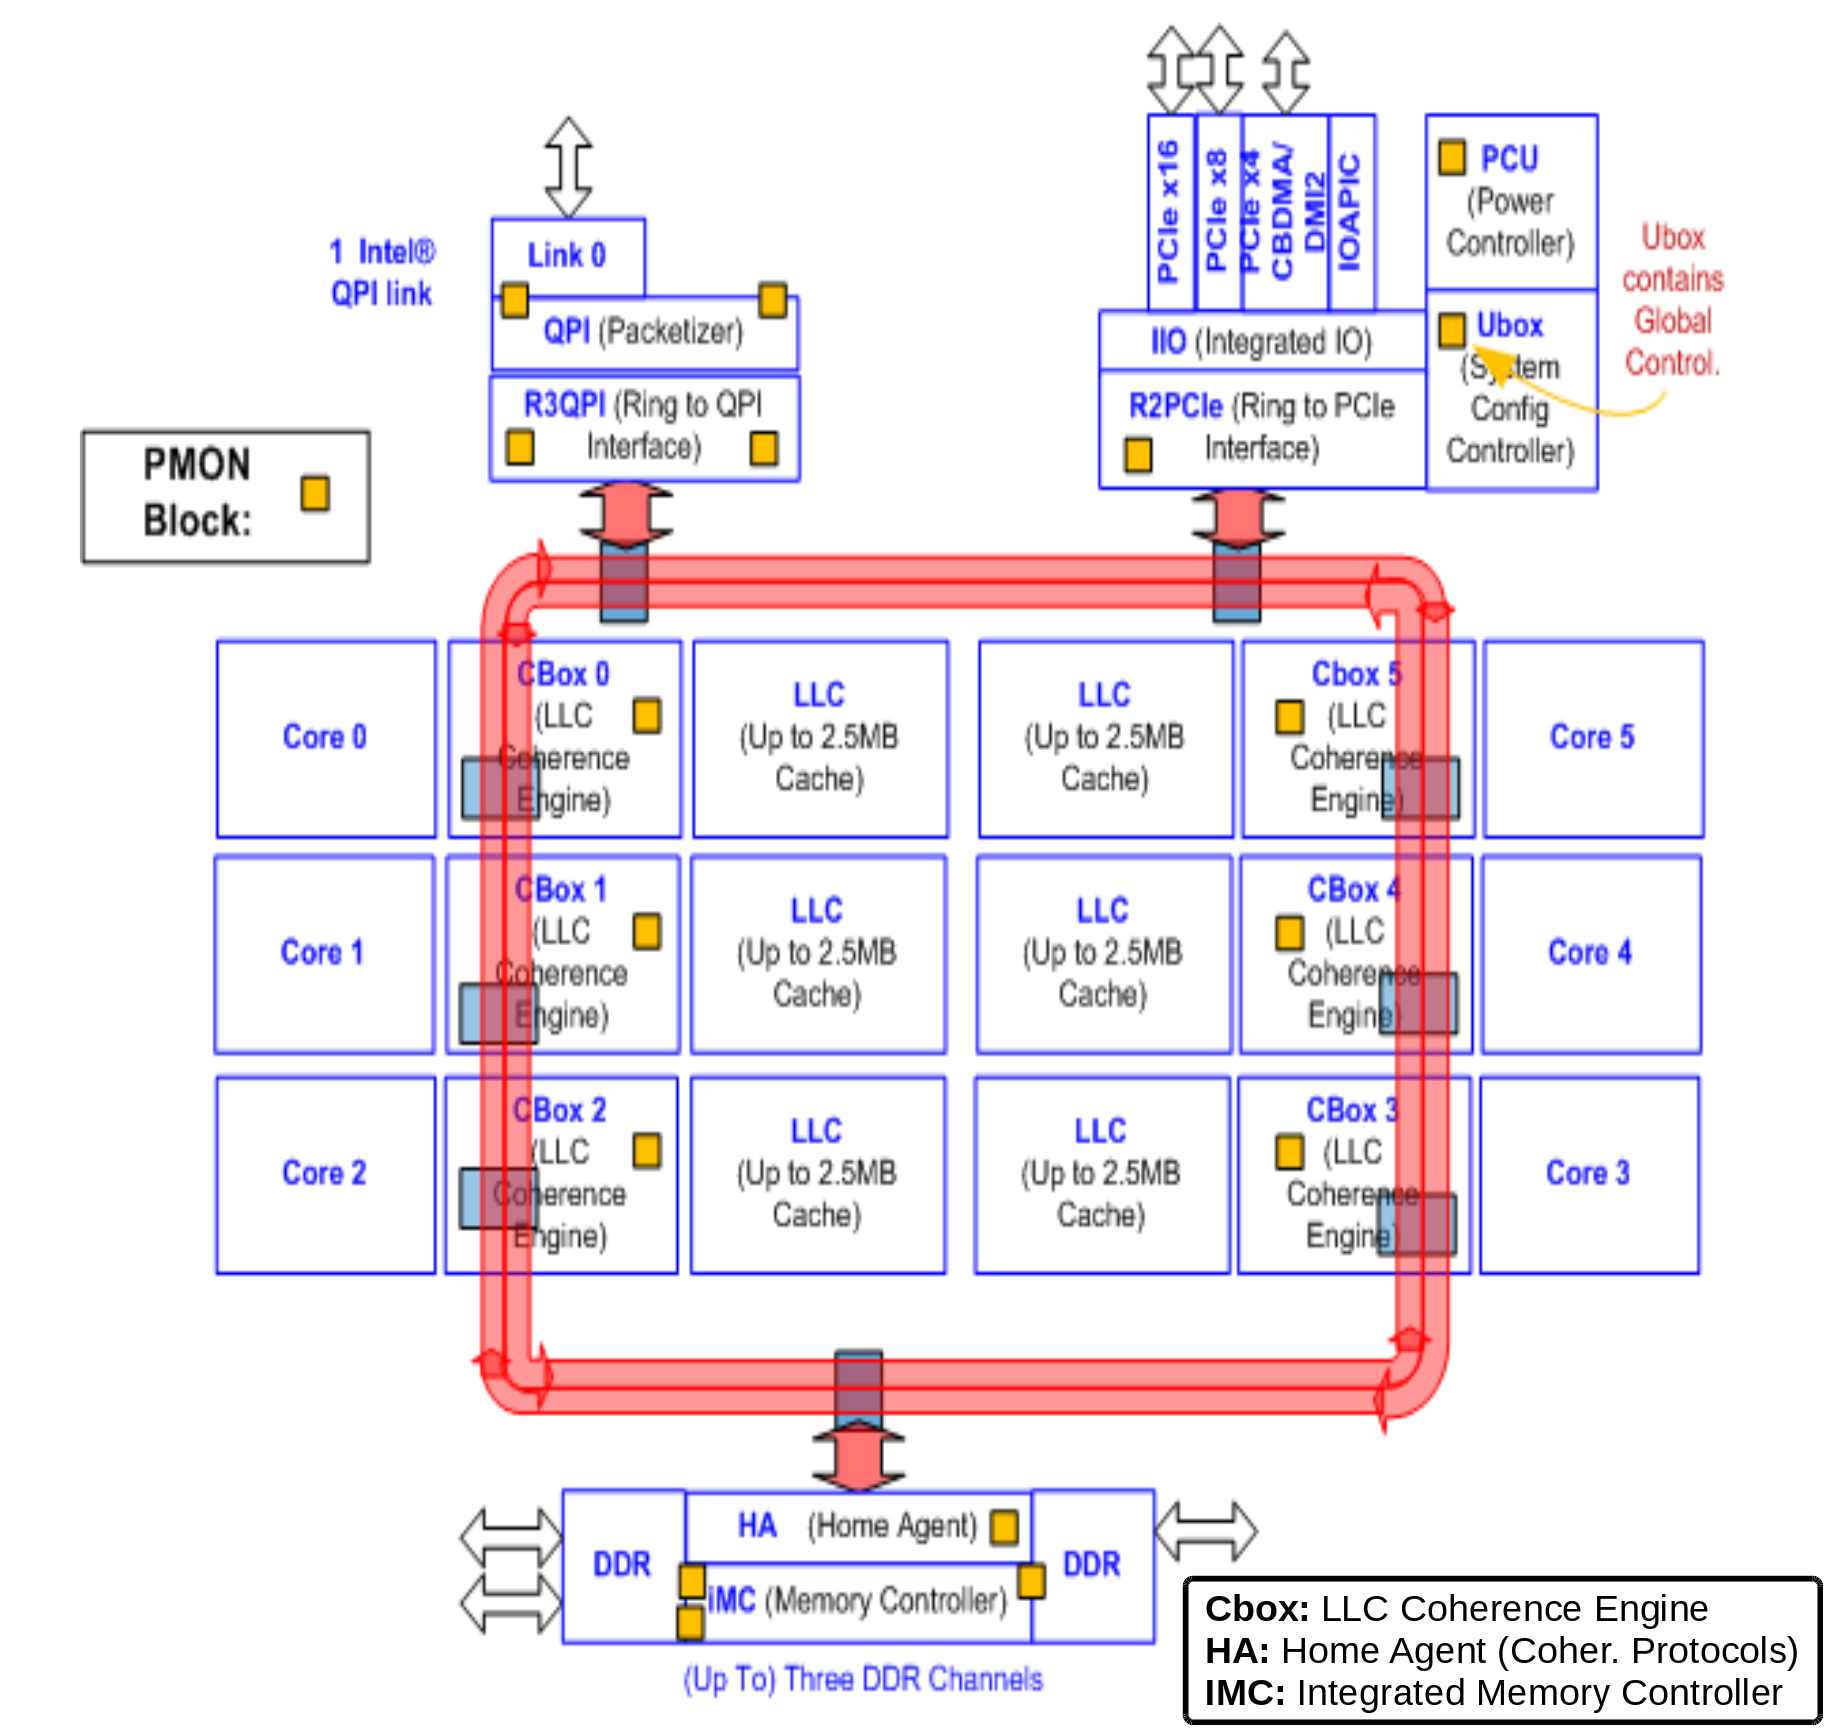 1 Intel®
QPI link
Link 0
QPI (Packetizer)
R3QPI (Ring to QPI
Interface)
PCIe x16
PCIe x8
PCIe x4
CBDMA/
DMI2
IOAPIC
IIO (Integrated IO)
R2PCIe (Ring to PCIe
Interface)
PCU
(Power
Controller)
Ubox
(System
Config
Controller)
Ubox
contains
Global
Control.
PMON
Block:
Core 0
CBox 0
(LLC
Coherence
Engine)
LLC
(Up to 2.5MB
Cache)
LLC
(Up to 2.5MB
Cache)
Cbox 5
(LLC
Coherence
Engine)
Core 5
Core 1
CBox 1
(LLC
Coherence
Engine)
LLC
(Up to 2.5MB
Cache)
LLC
(Up to 2.5MB
Cache)
CBox 4
(LLC
Coherence
Engine)
Core 4
Core 2
CBox 2
(LLC
Coherence
Engine)
LLC
(Up to 2.5MB
Cache)
LLC
(Up to 2.5MB
Cache)
CBox 3
(LLC
Coherence
Engine)
Core 3
DDR
HA (Home Agent)
iMC (Memory Controller)
DDR
(Up To) Three DDR Channels
Cbox: LLC Coherence Engine
HA: Home Agent (Coher. Protocols)
IMC: Integrated Memory Controller